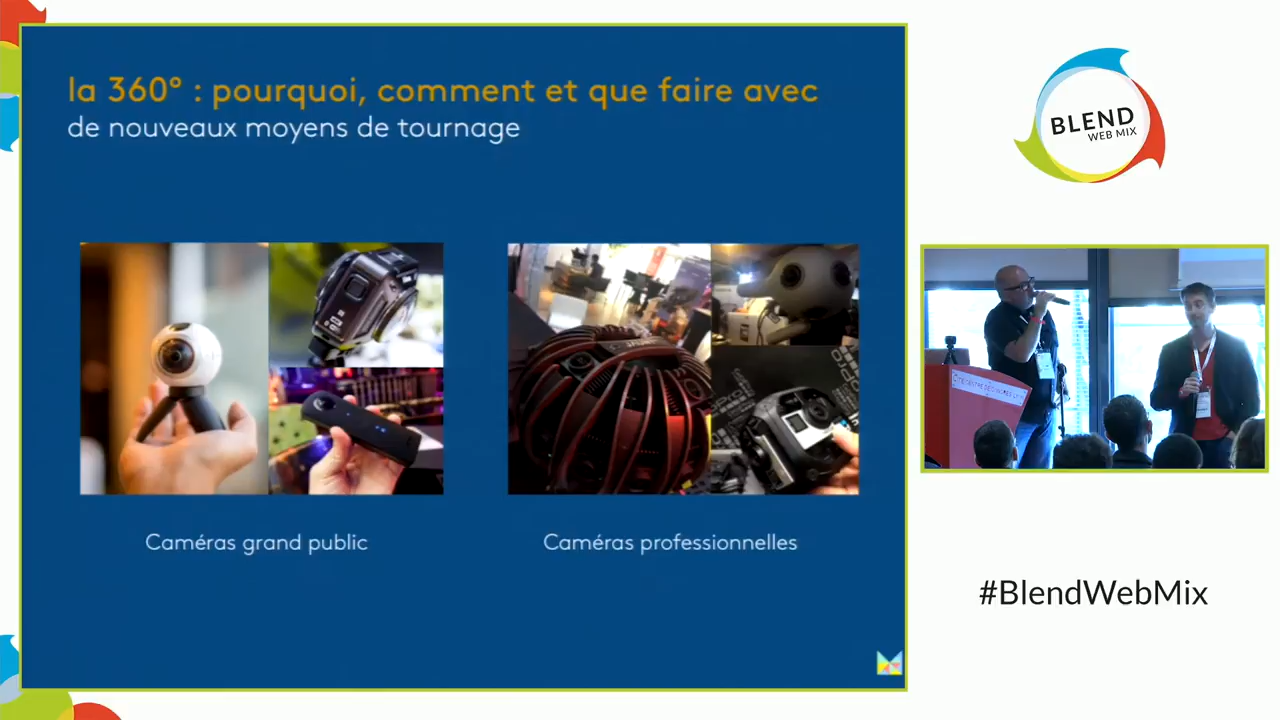 la 360° : pourquoi, comment et que faire avec
de nouveaux moyens de tournage
Caméras grand public
Caméras professionnelles
BLEND
WEB MIX
#BlendWebMix